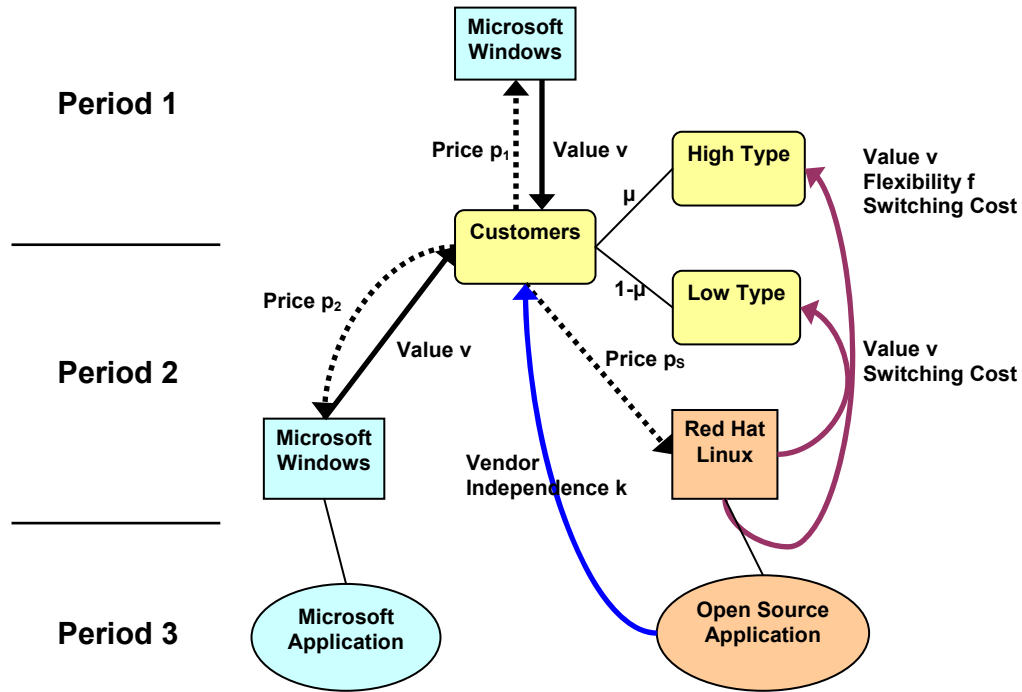 Microsoft
Windows
Period 1
Price p₁
Value v
High Type
Value v
Flexibility f
Switching Cost
μ
Customers
1-μ
Low Type
Price p₂
Value v
Price pₛ
Value v
Switching Cost
Period 2
Microsoft
Windows
Red Hat
Linux
Vendor
Independence k
Period 3
Microsoft
Application
Open Source
Application